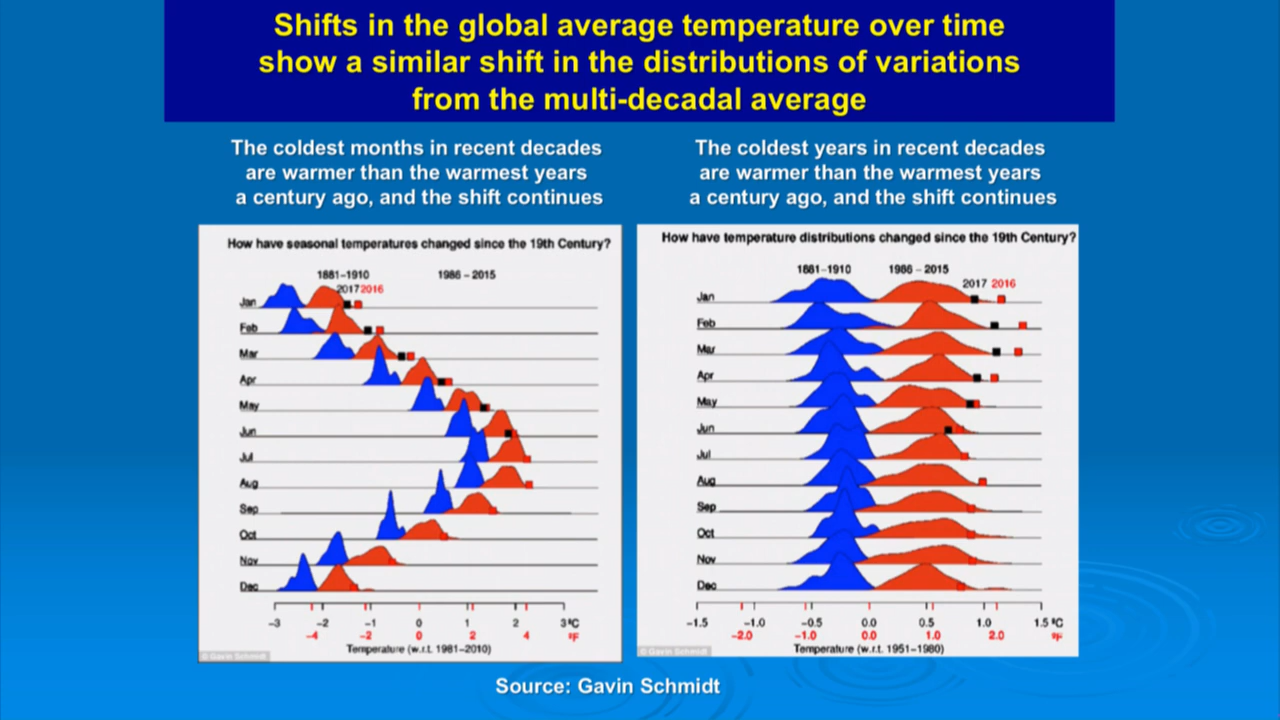 Shifts in the global average temperature over time
show a similar shift in the distributions of variations
from the multi-decadal average
The coldest months in recent decades
are warmer than the warmest years
a century ago, and the shift continues
The coldest years in recent decades
are warmer than the warmest years
a century ago, and the shift continues
How have seasonal temperatures changed since the 19th Century?
1881–1910 1986 – 2015
2017 2016
Jan
Feb
Mar
Apr
May
Jun
Jul
Aug
Sep
Oct
Nov
Dec
−3 −2 −1 0 1 2 3 °C
−4 −2 0 2 4 °F
Temperature (w.r.t. 1981–2010)
© Gavin Schmidt
How have temperature distributions changed since the 19th Century?
1881–1910 1986 – 2015
2017 2016
Jan
Feb
Mar
Apr
May
Jun
Jul
Aug
Sep
Oct
Nov
Dec
−1.5 −1.0 −0.5 0.0 0.5 1.0 1.5 °C
−2.0 −1.0 0.0 1.0 2.0 °F
Temperature (w.r.t. 1951–1980)
© Gavin Schmidt
Source: Gavin Schmidt